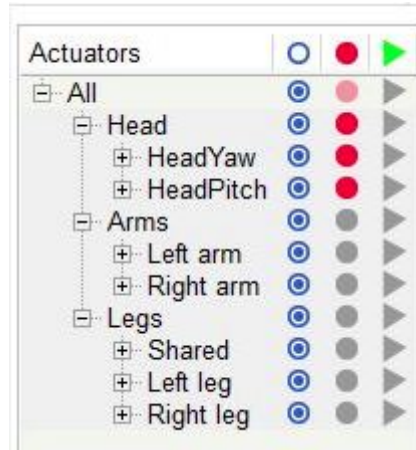 Actuators
All
Head
HeadYaw
HeadPitch
Arms
Left arm
Right arm
Legs
Shared
Left leg
Right leg